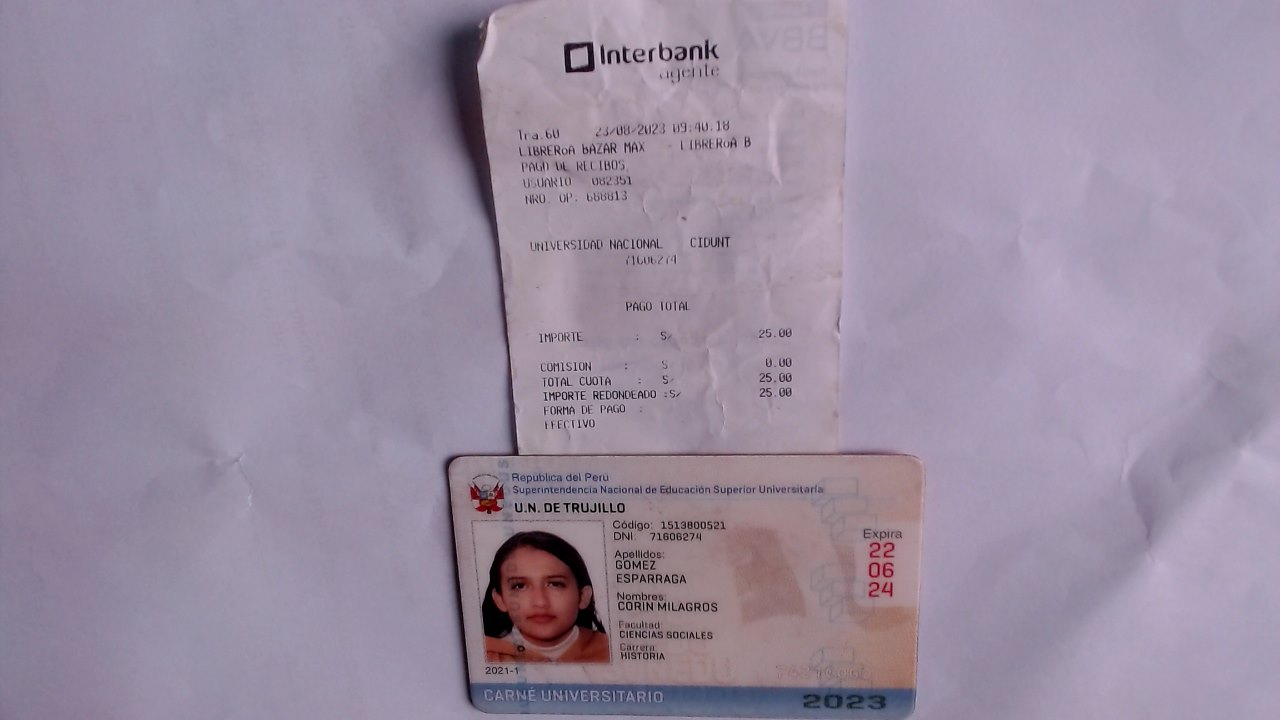 Interbank
agente
Tra.60 23/08/2023 09:40.18
LIBRERoA BAZAR MAX - LIBRERoA B
PAGO DE RECIBOS
USUARIO 082351
NRO. OP. 668813
UNIVERSIDAD NACIONAL CIDUNT
71606274
PAGO TOTAL
IMPORTE : S/ 25.00
COMISION : S 0.00
TOTAL CUOTA : S/ 25.00
IMPORTE REDONDEADO :S/ 25.00
FORMA DE PAGO :
EFECTIVO
Republica del Perú
Superintendencia Nacional de Educación Superior Universitaria
U.N. DE TRUJILLO
Código: 1513800521
DNI: 71606274
Apellidos:
GOMEZ
ESPARRAGA
Nombres:
CORIN MILAGROS
Facultad:
CIENCIAS SOCIALES
Carrera
HISTORIA
Expira
22
06
24
2021-1
CARNÉ UNIVERSITARIO 2023